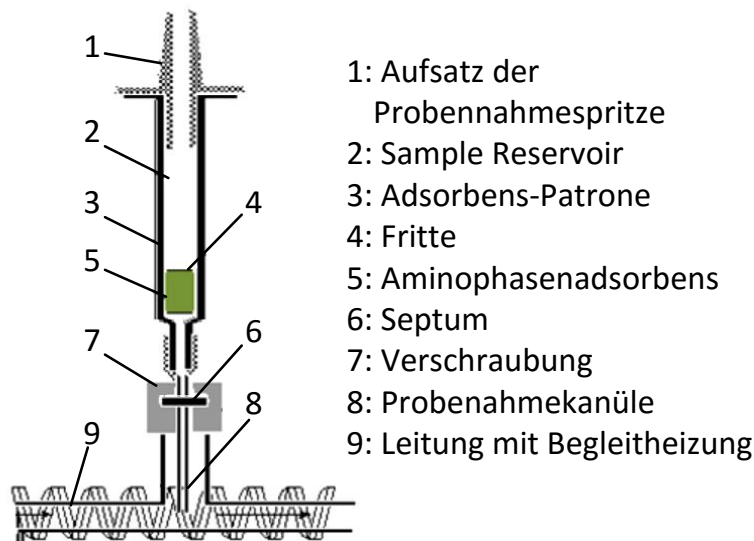 1
2
3
4
5
6
7
8
9
1: Aufsatz der
Probennahmespritze
2: Sample Reservoir
3: Adsorbens-Patrone
4: Fritte
5: Aminophasenadsorbens
6: Septum
7: Verschraubung
8: Probenahmekanüle
9: Leitung mit Begleitheizung